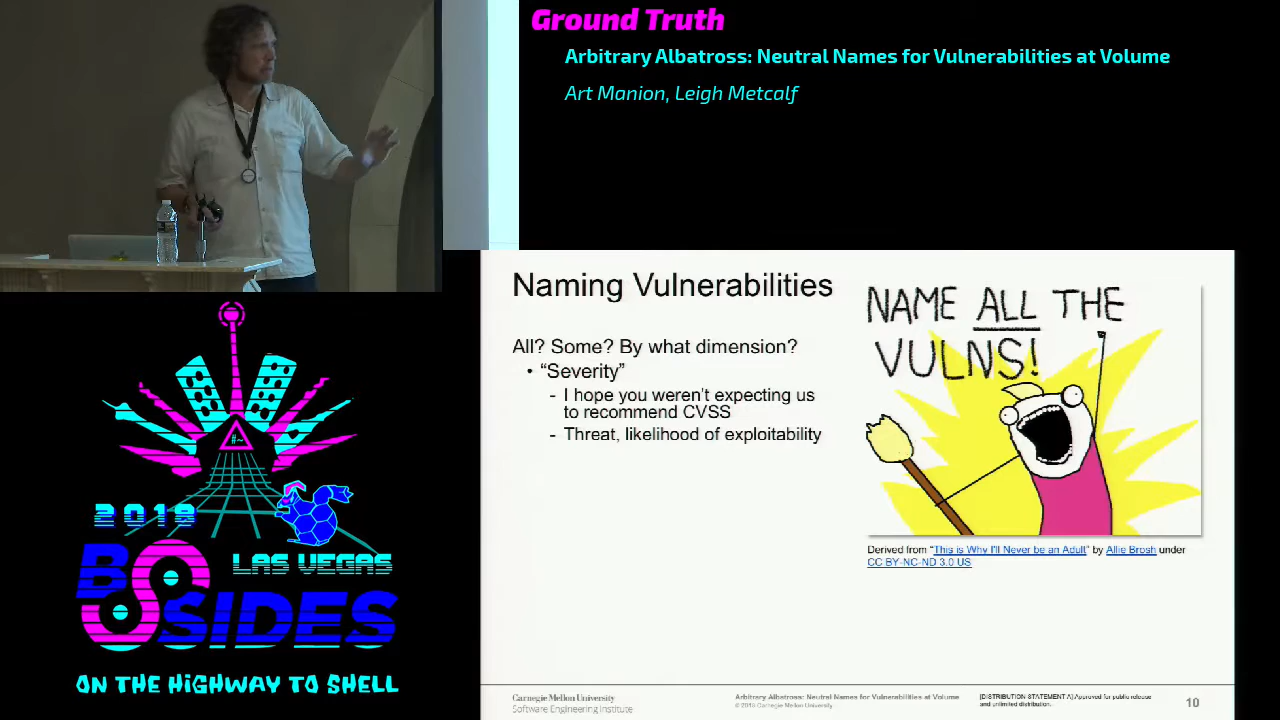 Ground Truth
Arbitrary Albatross: Neutral Names for Vulnerabilities at Volume
Art Manion, Leigh Metcalf
Naming Vulnerabilities
All? Some? By what dimension?
• “Severity”
- I hope you weren’t expecting us
to recommend CVSS
- Threat, likelihood of exploitability
NAME ALL THE
VULNS!
Derived from “This is Why I’ll Never be an Adult” by Allie Brosh under
CC BY-NC-ND 3.0 US
#~
2019
LAS VEGAS
BSIDES
ON THE HIGHWAY TO SHELL
Carnegie Mellon University
Software Engineering Institute
Arbitrary Albatross: Neutral Names for Vulnerabilities at Volume
© 2019 Carnegie Mellon University
[DISTRIBUTION STATEMENT A] Approved for public release
and unlimited distribution.
10